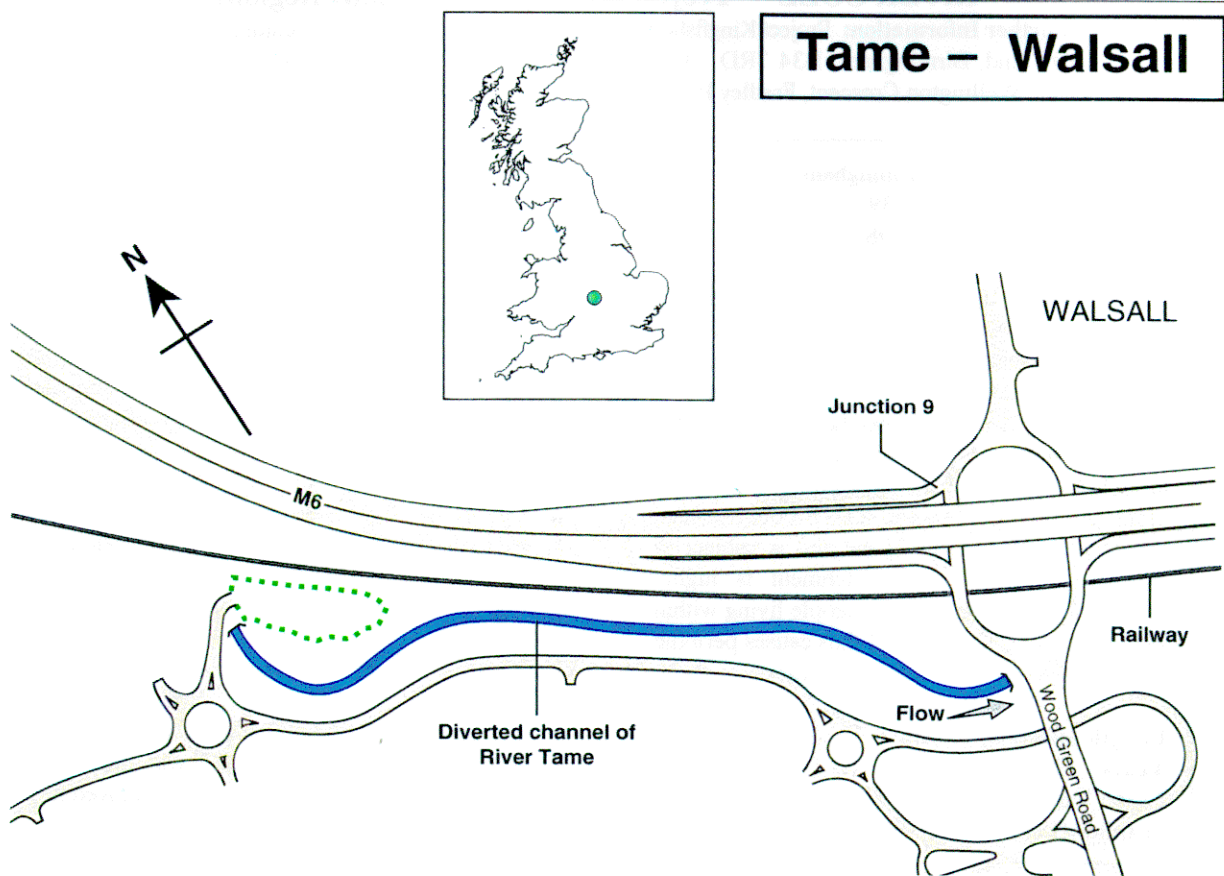 Tame – Walsall
N
WALSALL
Junction 9
M6
Railway
Diverted channel of
River Tame
Flow
Wood Green Road